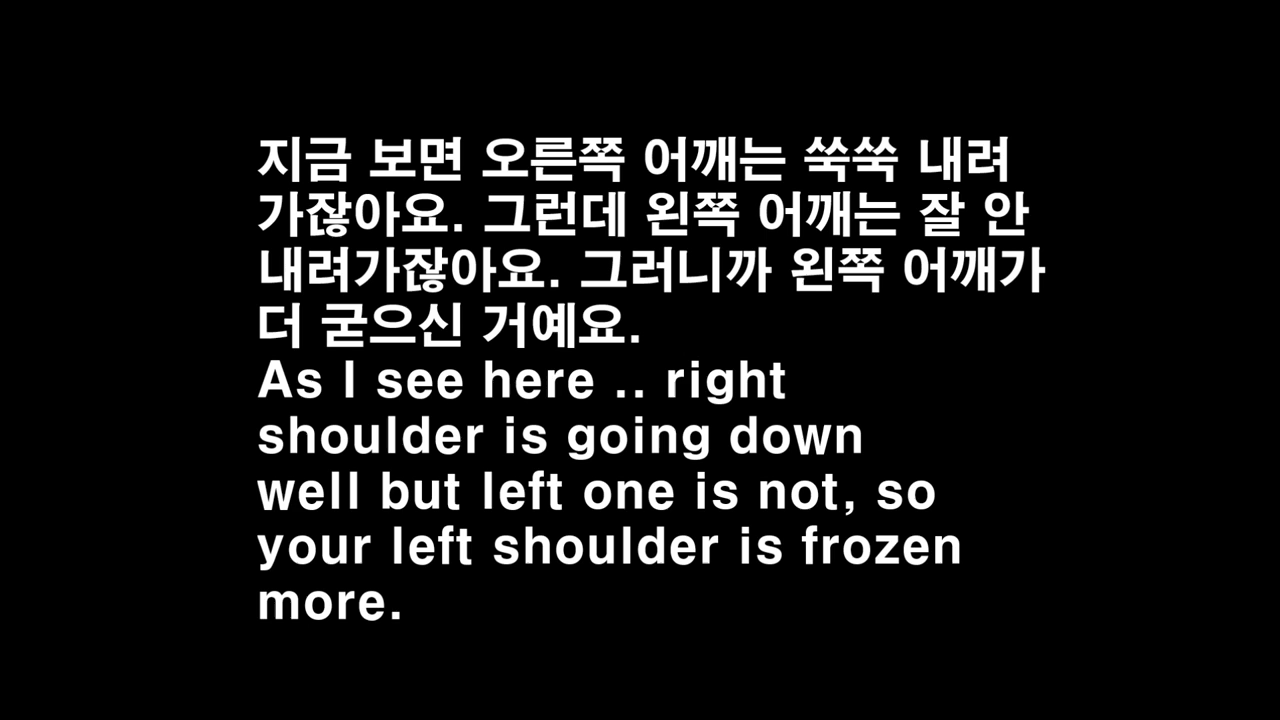 지금 보면 오른쪽 어깨는 쑥쑥 내려
가잖아요. 그런데 왼쪽 어깨는 잘 안
내려가잖아요. 그러니까 왼쪽 어깨가
더 굳으신 거예요.
As I see here .. right
shoulder is going down
well but left one is not, so
your left shoulder is frozen
more.